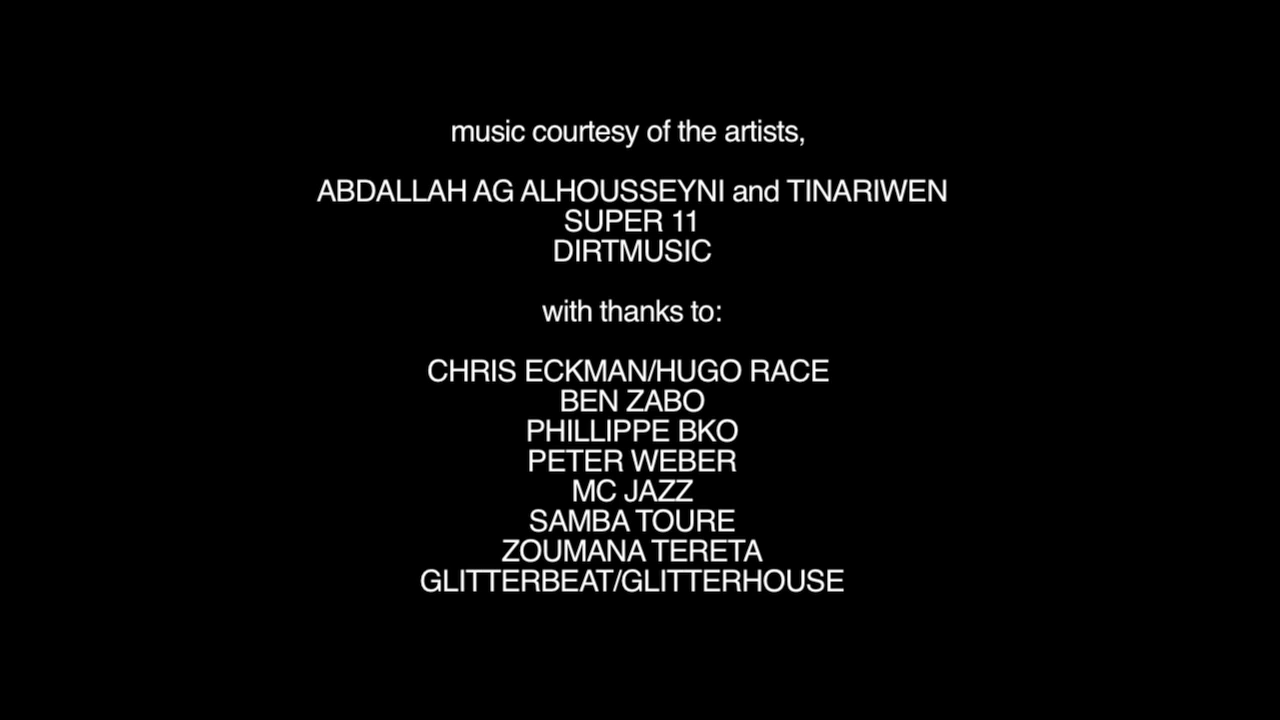 music courtesy of the artists,
ABDALLAH AG ALHOUSSEYNI and TINARIWEN
SUPER 11
DIRTMUSIC
with thanks to:
CHRIS ECKMAN/HUGO RACE
BEN ZABO
PHILLIPPE BKO
PETER WEBER
MC JAZZ
SAMBA TOURE
ZOUMANA TERETA
GLITTERBEAT/GLITTERHOUSE